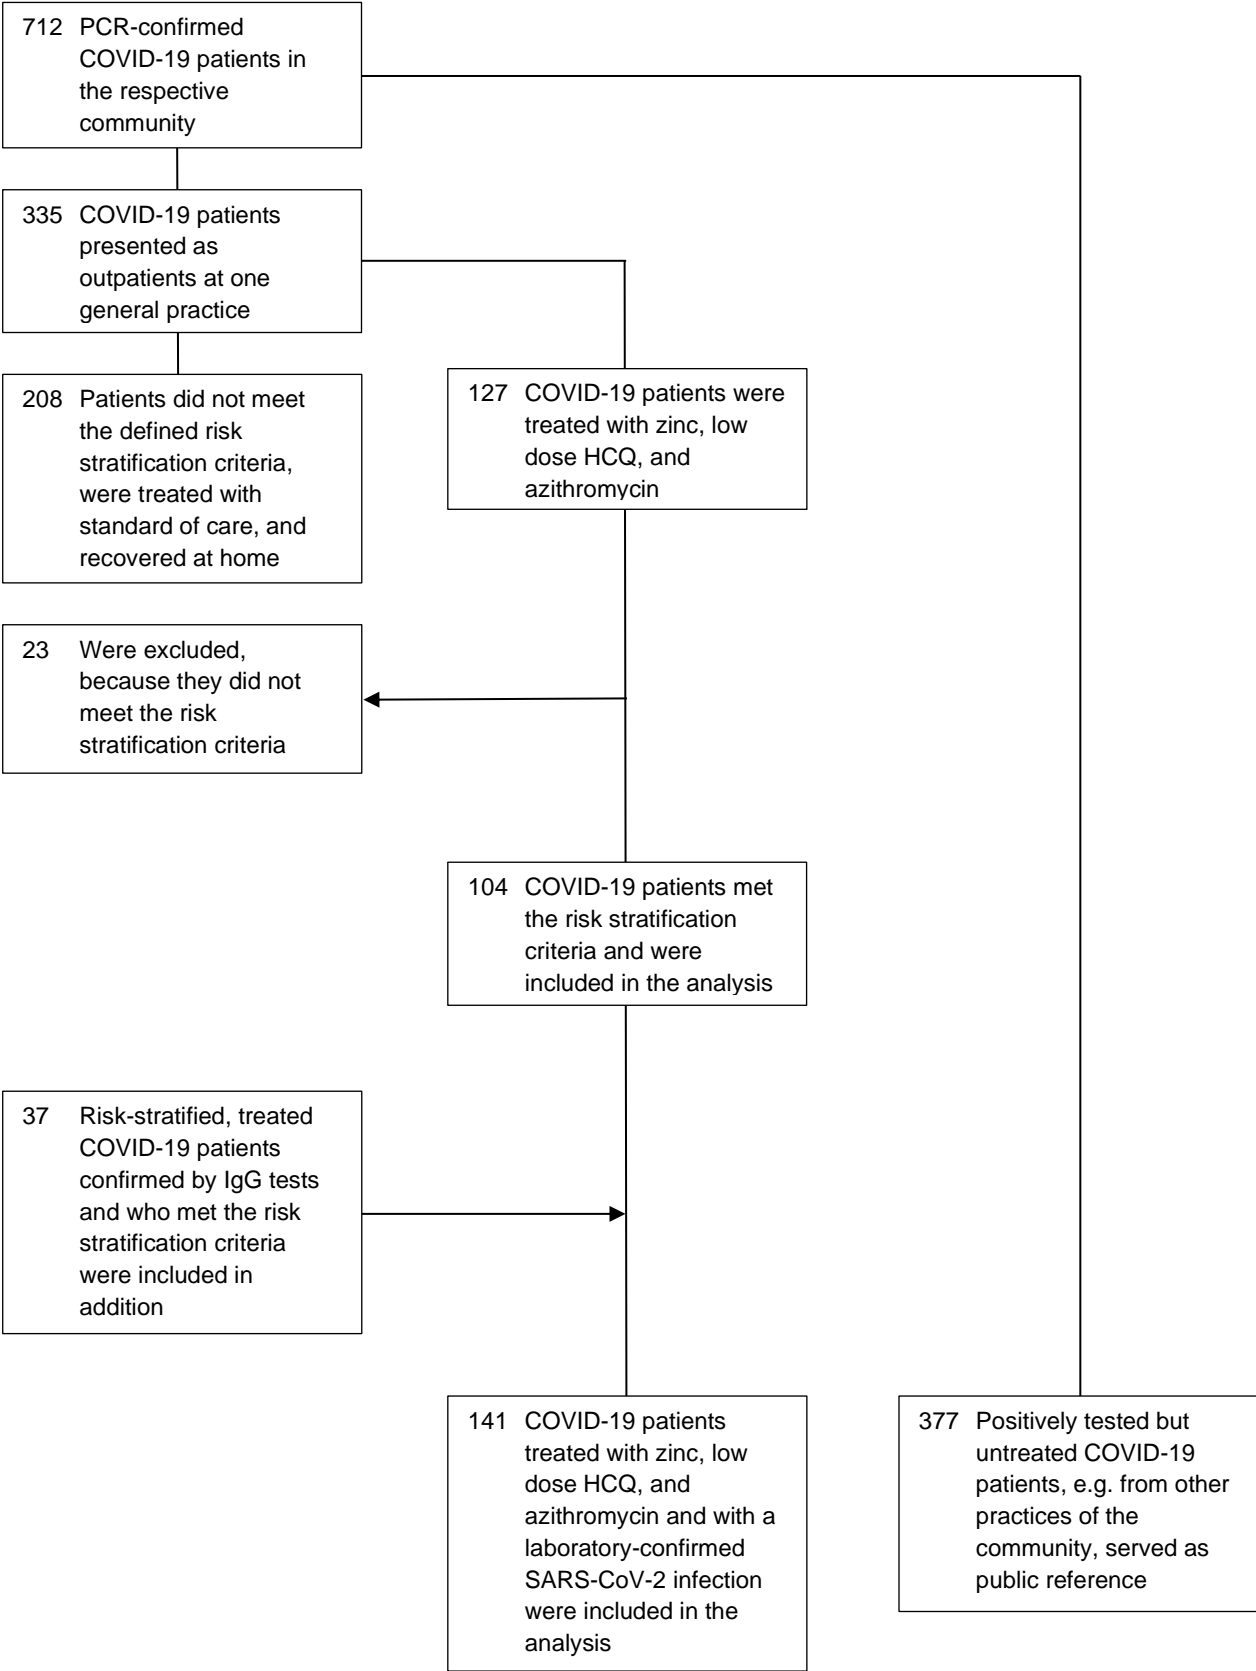 712 PCR-confirmed
COVID-19 patients in
the respective
community
335 COVID-19 patients
presented as
outpatients at one
general practice
208 Patients did not meet
the defined risk
stratification criteria,
were treated with
standard of care, and
recovered at home
127 COVID-19 patients were
treated with zinc, low
dose HCQ, and
azithromycin
23 Were excluded,
because they did not
meet the risk
stratification criteria
104 COVID-19 patients met
the risk stratification
criteria and were
included in the analysis
37 Risk-stratified, treated
COVID-19 patients
confirmed by IgG tests
and who met the risk
stratification criteria
were included in
addition
141 COVID-19 patients
treated with zinc, low
dose HCQ, and
azithromycin and with a
laboratory-confirmed
SARS-CoV-2 infection
were included in the
analysis
377 Positively tested but
untreated COVID-19
patients, e.g. from other
practices of the
community, served as
public reference